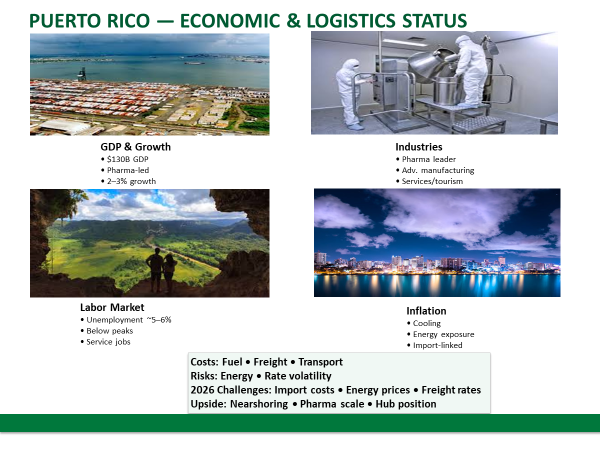 PUERTO RICO — ECONOMIC & LOGISTICS STATUS
GDP & Growth
• $130B GDP
• Pharma-led
• 2–3% growth
Industries
• Pharma leader
• Adv. manufacturing
• Services/tourism
Labor Market
• Unemployment ~5–6%
• Below peaks
• Service jobs
Inflation
• Cooling
• Energy exposure
• Import-linked
Costs: Fuel • Freight • Transport
Risks: Energy • Rate volatility
2026 Challenges: Import costs • Energy prices • Freight rates
Upside: Nearshoring • Pharma scale • Hub position